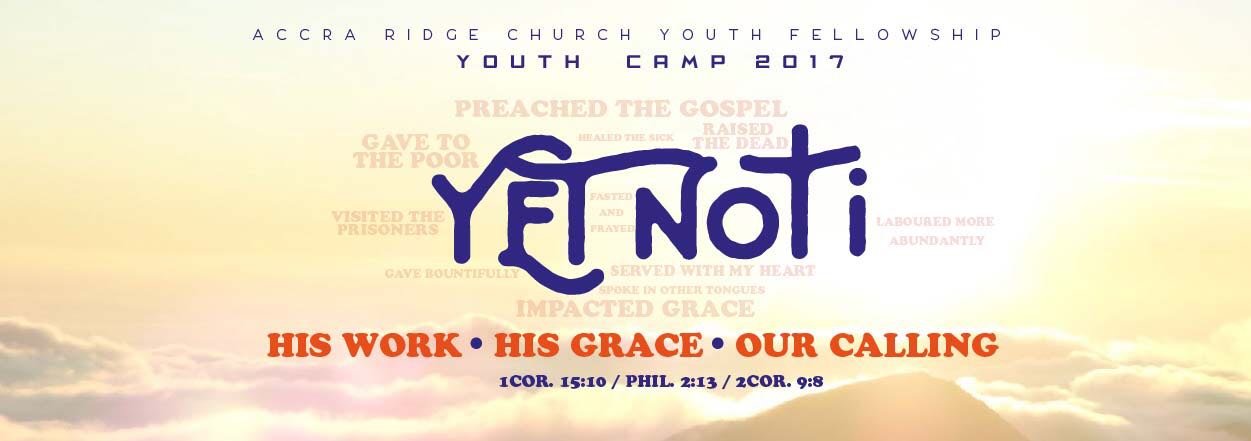 ACCRA RIDGE CHURCH YOUTH FELLOWSHIP
YOUTH CAMP 2017
PREACHED THE GOSPEL
GAVE TO
THE POOR
HEALED THE SICK
RAISED
THE DEAD
YET NOT i
VISITED THE
PRISONERS
FASTED
AND
PRAYED
LABOURED MORE
ABUNDANTLY
GAVE BOUNTIFULLY
SERVED WITH MY HEART
SPOKE IN OTHER TONGUES
IMPACTED GRACE
HIS WORK • HIS GRACE • OUR CALLING
1COR. 15:10 / PHIL. 2:13 / 2COR. 9:8